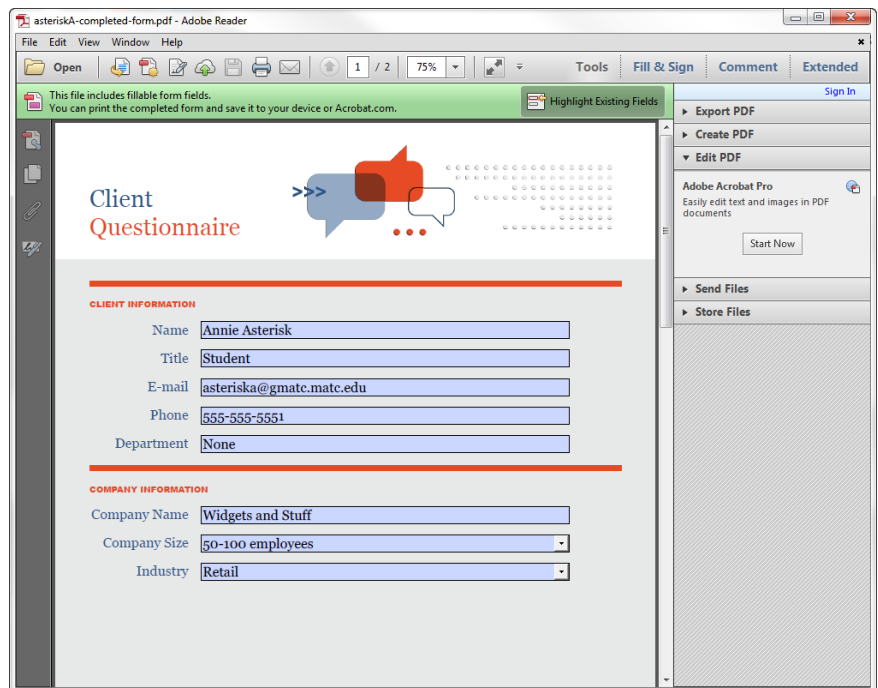 asteriskA-completed-form.pdf - Adobe Reader
File Edit View Window Help
Open 1 / 2 75% Tools Fill & Sign Comment Extended
Sign In
This file includes fillable form fields.
You can print the completed form and save it to your device or Acrobat.com.
Highlight Existing Fields
Export PDF
Create PDF
Edit PDF
Adobe Acrobat Pro
Easily edit text and images in PDF
documents
Start Now
Send Files
Store Files
Client
Questionnaire
>>>
CLIENT INFORMATION
Name Annie Asterisk
Title Student
E-mail asteriska@gmatc.matc.edu
Phone 555-555-5551
Department None
COMPANY INFORMATION
Company Name Widgets and Stuff
Company Size 50-100 employees
Industry Retail